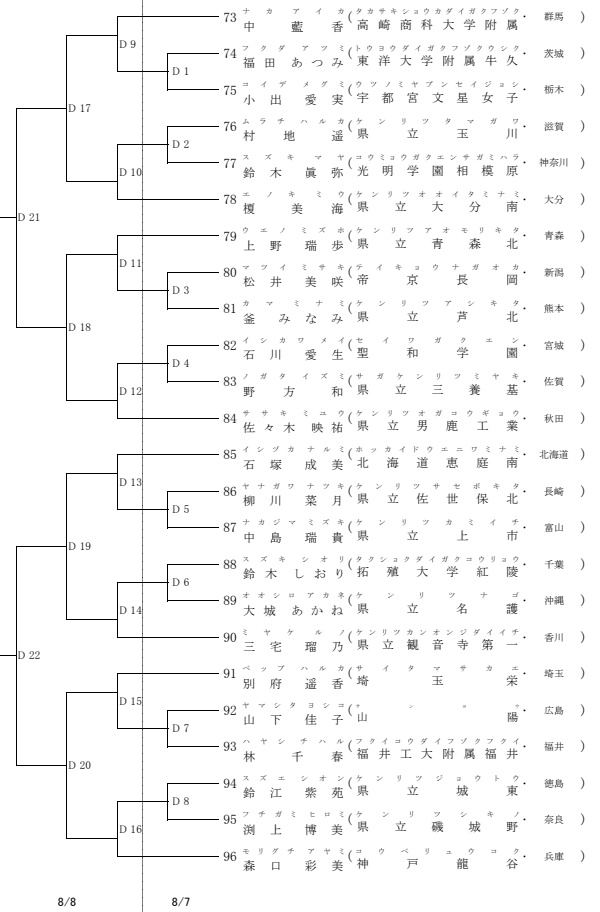 ナカ アイカ タカサキショウカダイガクフゾク
73 中藍香(高崎商科大学附属・群馬)
D 9
フクダ アツミ トウヨウダイガクフゾクウシク
74 福田あつみ(東洋大学附属牛久・茨城)
D 1
コイデ メグミ ウツノミヤブンセイジョシ
75 小出愛実(宇都宮文星女子・栃木)
D 17
ムラチハルカ ケンリツタマガワ
76 村地遥(県立玉川・滋賀)
D 2
スズキ マヤ コウミョウガクエンサガミハラ
77 鈴木眞弥(光明学園相模原・神奈川)
D 10
エノキ ミウ ケンリツオオイタミナミ
78 榎美海(県立大分南・大分)
D 21
ウエノ ミズホ ケンリツアオモリキタ
79 上野瑞歩(県立青森北・青森)
D 11
マツイ ミサキ テイキョウナガオカ
80 松井美咲(帝京長岡・新潟)
D 3
カマ ミナミ ケンリツアシキタ
81 釜みなみ(県立芦北・熊本)
D 18
イシカワ メイ セイワガクエン
82 石川愛生(聖和学園・宮城)
D 4
ノガタ イズミ サガケンリツミヤキ
83 野方和(県立三養基・佐賀)
D 12
ササキ ミユウ ケンリツオガコウギョウ
84 佐々木映祐(県立男鹿工業・秋田)
イシヅカ ナルミ ホッカイドウエニワミナミ
85 石塚成美(北海道恵庭南・北海道)
D 13
ヤナガワ ナツキ ケンリツサセボキタ
86 柳川菜月(県立佐世保北・長崎)
D 5
ナカジマ ミズキ ケンリツカミイチ
87 中島瑞貴(県立上市・富山)
D 19
スズキ シオリ タクショクダイガクコウリョウ
88 鈴木しおり(拓殖大学紅陵・千葉)
D 6
オオシロアカネ ケンリツナゴ
89 大城あかね(県立名護・沖縄)
D 14
ミヤケ ルノ ケンリツカンオンジダイイチ
90 三宅瑠乃(県立観音寺第一・香川)
D 22
ベップ ハルカ サイタマサカエ
91 別府遥香(埼玉栄・埼玉)
D 15
ヤマシタ ヨシコ
92 山下佳子(山陽・広島)
D 7
ハヤシ チハル フクイコウダイフゾクフクイ
93 林千春(福井工大附属福井・福井)
D 20
スズエ シオン ケンリツジョウトウ
94 鈴江紫苑(県立城東・徳島)
D 8
フチガミ ヒロミ ケンリツシキノ
95 渕上博美(県立磯城野・奈良)
D 16
モリグチ アヤミ コウベリュウコク
96 森口彩美(神戸龍谷・兵庫)
8/8 8/7